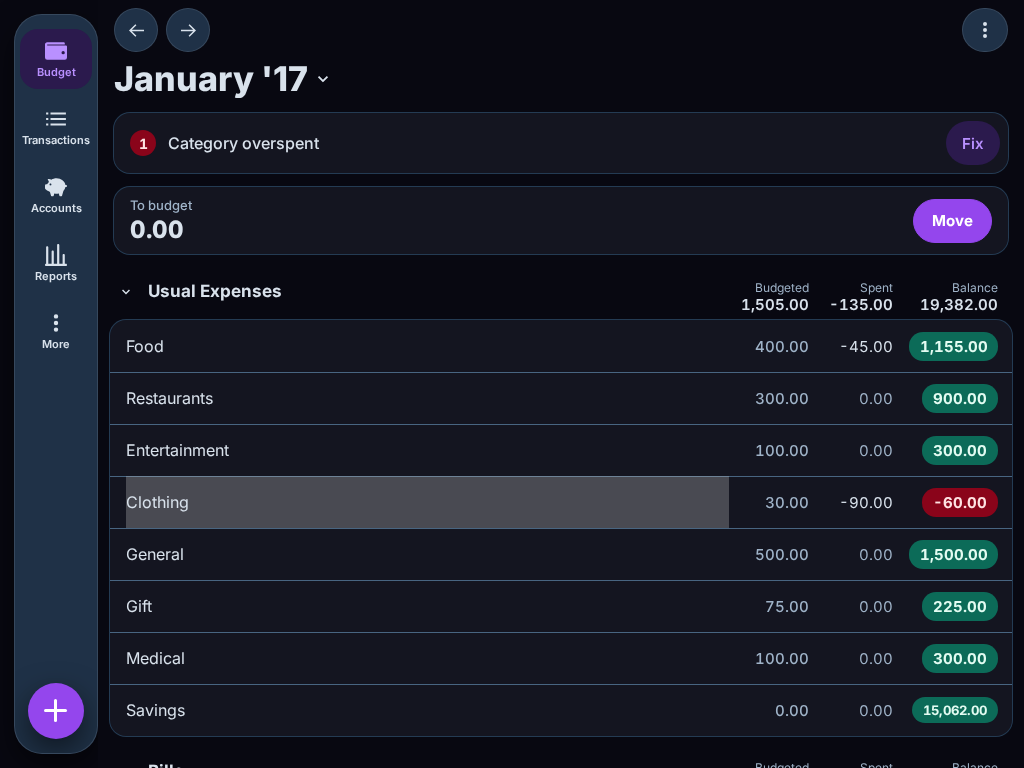 Budget
Transactions
Accounts
Reports
More
January '17
1 Category overspent Fix
To budget
0.00
Move
Usual Expenses Budgeted Spent Balance
1,505.00 -135.00 19,382.00
Food 400.00 -45.00 1,155.00
Restaurants 300.00 0.00 900.00
Entertainment 100.00 0.00 300.00
Clothing 30.00 -90.00 -60.00
General 500.00 0.00 1,500.00
Gift 75.00 0.00 225.00
Medical 100.00 0.00 300.00
Savings 0.00 0.00 15,062.00
Bills Budgeted Spent Balance